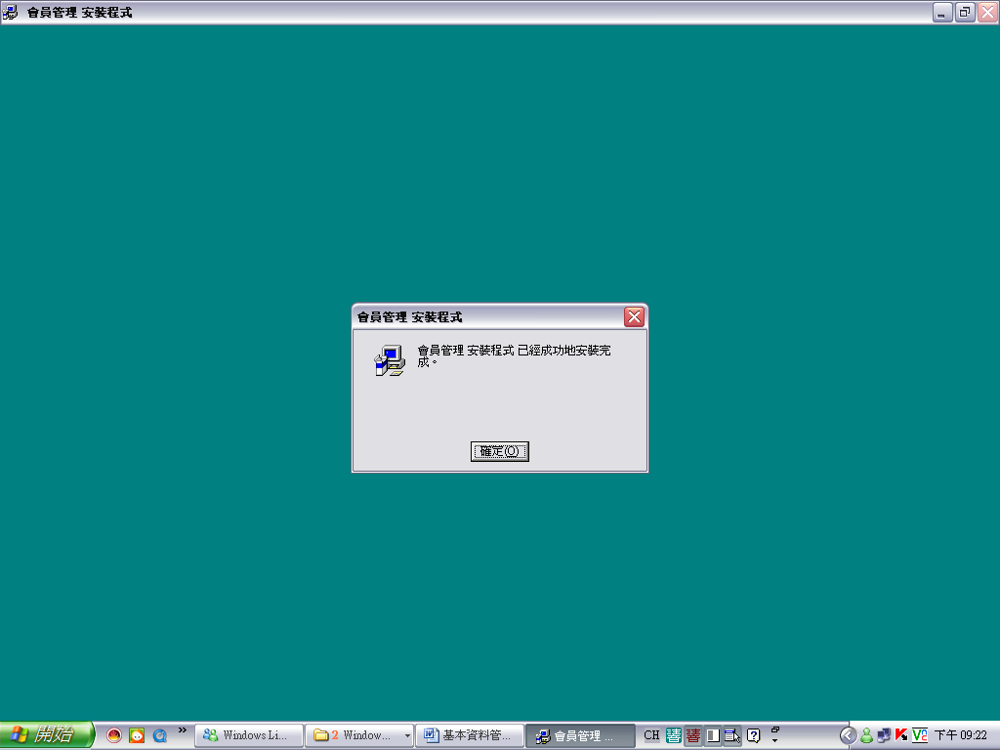 會員管理 安裝程式
會員管理 安裝程式
會員管理 安裝程式 已經成功地安裝完
成。
確定(O)
開始
»
Windows Li...
2 Window...
基本資料管...
會員管理 ...
CH
下午 09:22